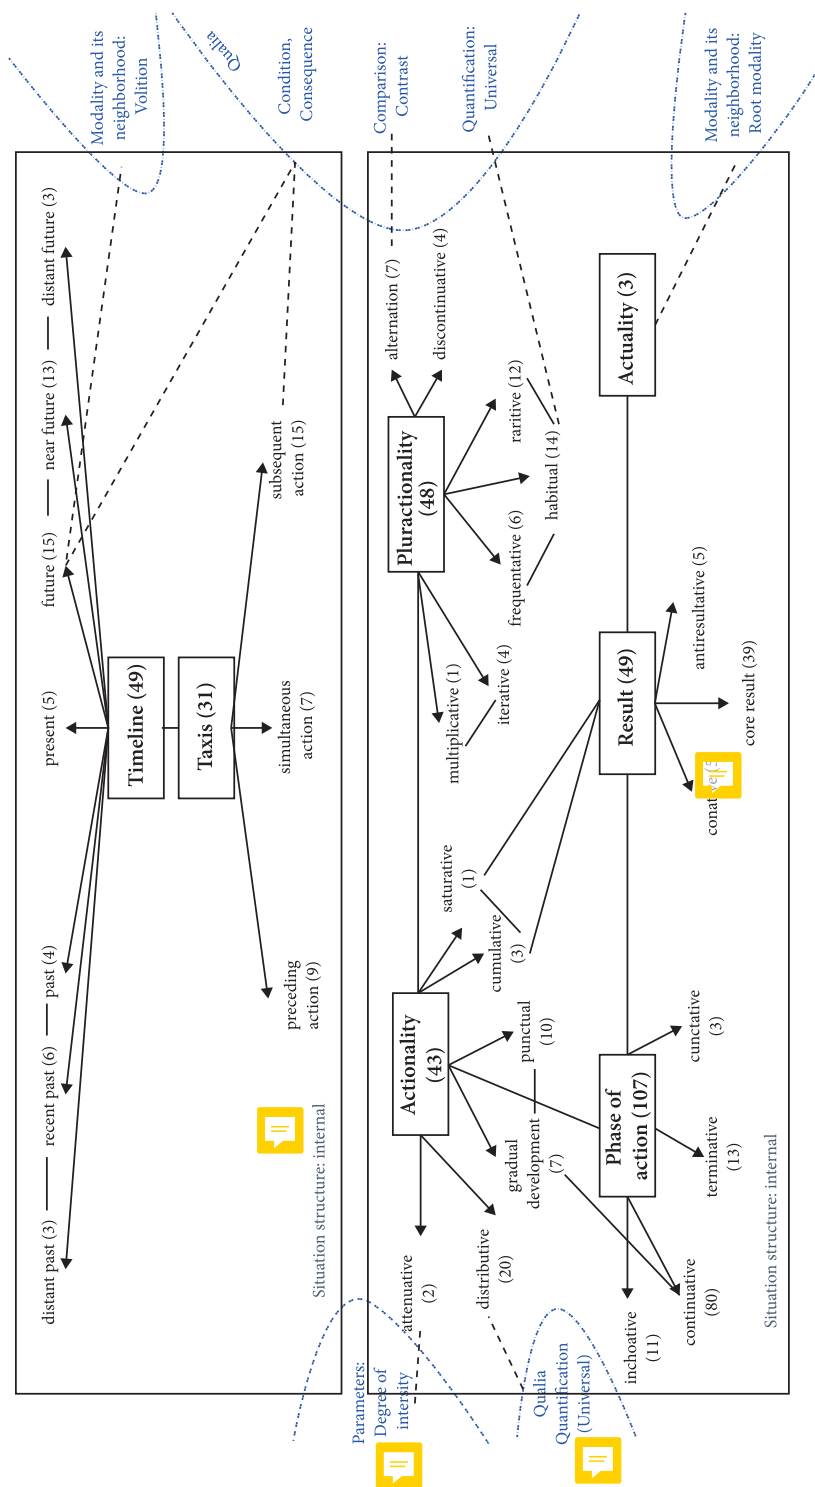 Modality and its
neighborhood:
Volition
Qualia
Condition,
Consequence
Comparison:
Contrast
Quantification:
Universal
Modality and its
neighborhood:
Root modality
distant past (3)
recent past (6)
past (4)
present (5)
future (15)
near future (13)
distant future (3)
Timeline (49)
Taxis (31)
preceding
action (9)
simultaneous
action (7)
subsequent
action (15)
Situation structure: internal
Actionality
(43)
attenuative
(2)
distributive
(20)
gradual
development
(7)
punctual
(10)
cumulative
(3)
saturative
(1)
Pluractionality
(48)
multiplicative (1)
iterative (4)
frequentative (6)
habitual (14)
raritive (12)
alternation (7)
discontinuative (4)
Phase of
action (107)
inchoative
(11)
continuative
(80)
terminative
(13)
cunctative
(3)
Result (49)
core result (39)
antiresultative (5)
Actuality (3)
Situation structure: internal
Parameters:
Degree of
intersity
Qualia
Quantification
(Universal)